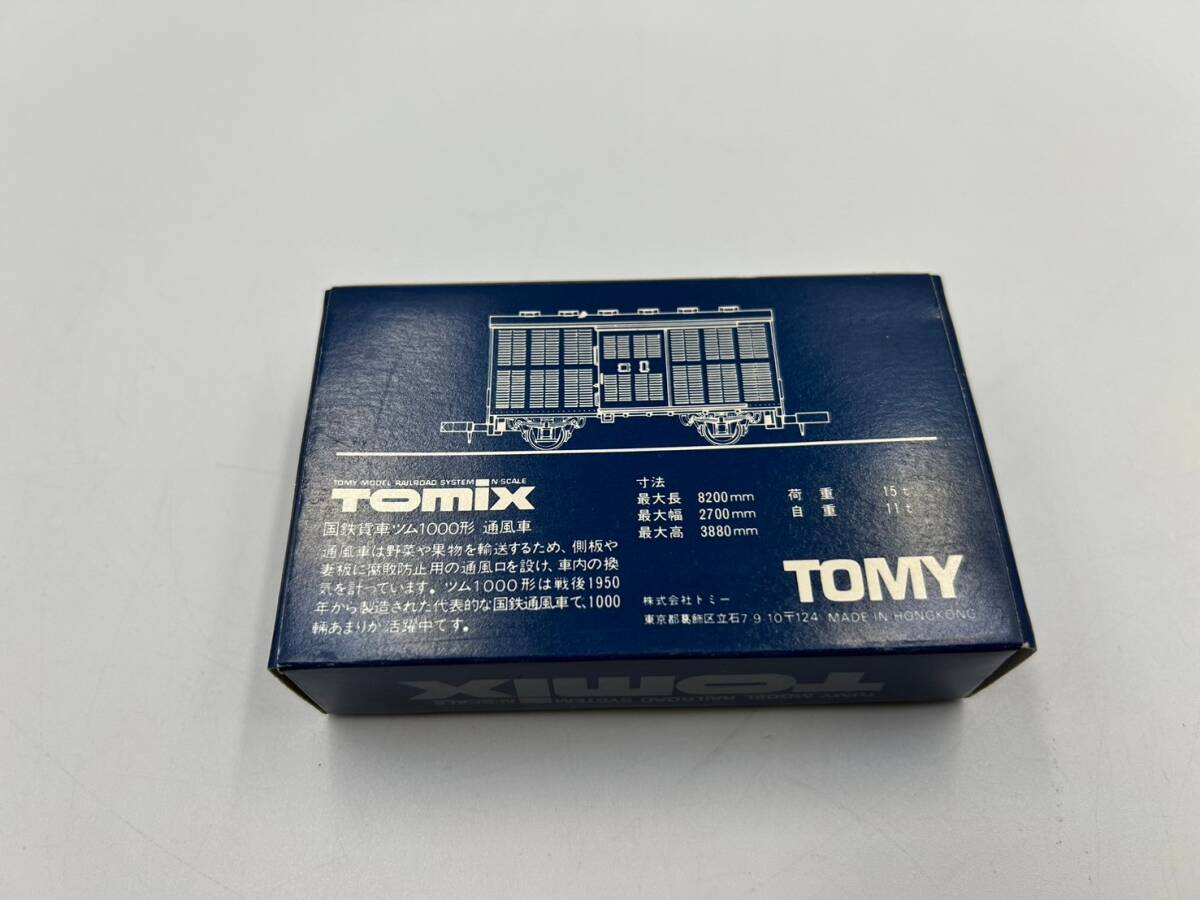 TOMY MODEL RAILROAD SYSTEM N-SCALE
TOMIX
国鉄貨車ツム1000形 通風車
通風車は野菜や果物を輸送するため、側板や
妻板に腐敗防止用の通風口を設け、車内の換
気を計っています。ツム1000形は戦後1950
年から製造された代表的な国鉄通風車で、1000
輛あまりが活躍中です。
寸法
最大長 8200mm 荷重 15t
最大幅 2700mm 自重 11t
最大高 3880mm
TOMY
株式会社トミー
東京都葛飾区立石7-9-10〒124 MADE IN HONGKONG
TOMIX
TOMY MODEL RAILROAD SYSTEM N-SCALE